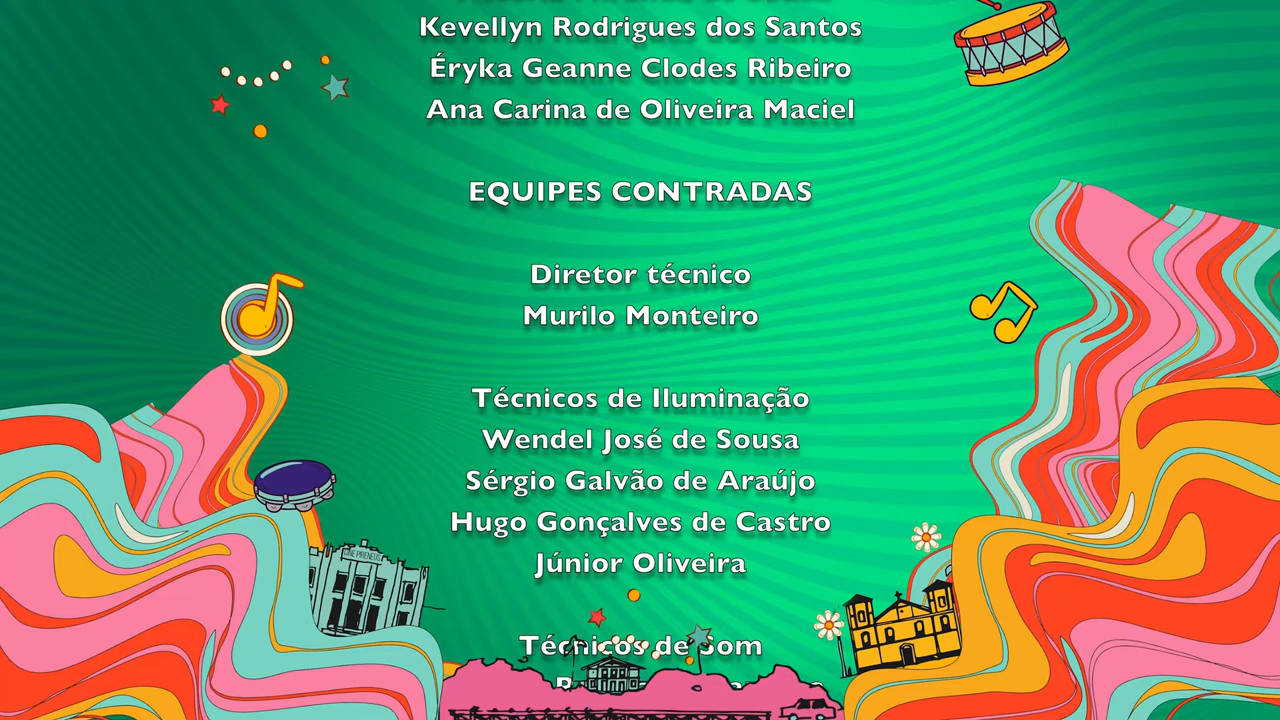 Kevellyn Rodrigues dos Santos
Éryka Geanne Clodes Ribeiro
Ana Carina de Oliveira Maciel
EQUIPES CONTRADAS
Diretor técnico
Murilo Monteiro
Técnicos de Iluminação
Wendel José de Sousa
Sérgio Galvão de Araújo
Hugo Gonçalves de Castro
Júnior Oliveira
CINE PIRENEUS
Técnicos de Som